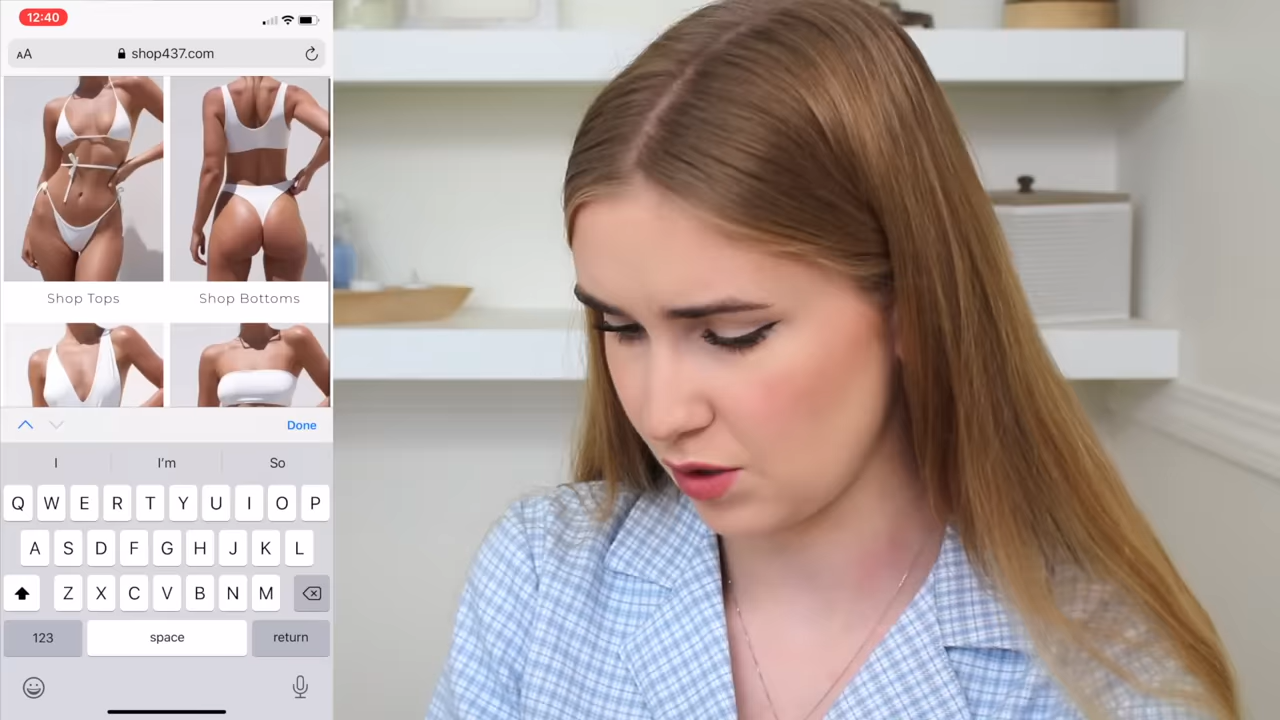 12:40
AA shop437.com
Shop Tops Shop Bottoms
Done
I I'm So
Q W E R T Y U I O P
A S D F G H J K L
Z X C V B N M
123 space return